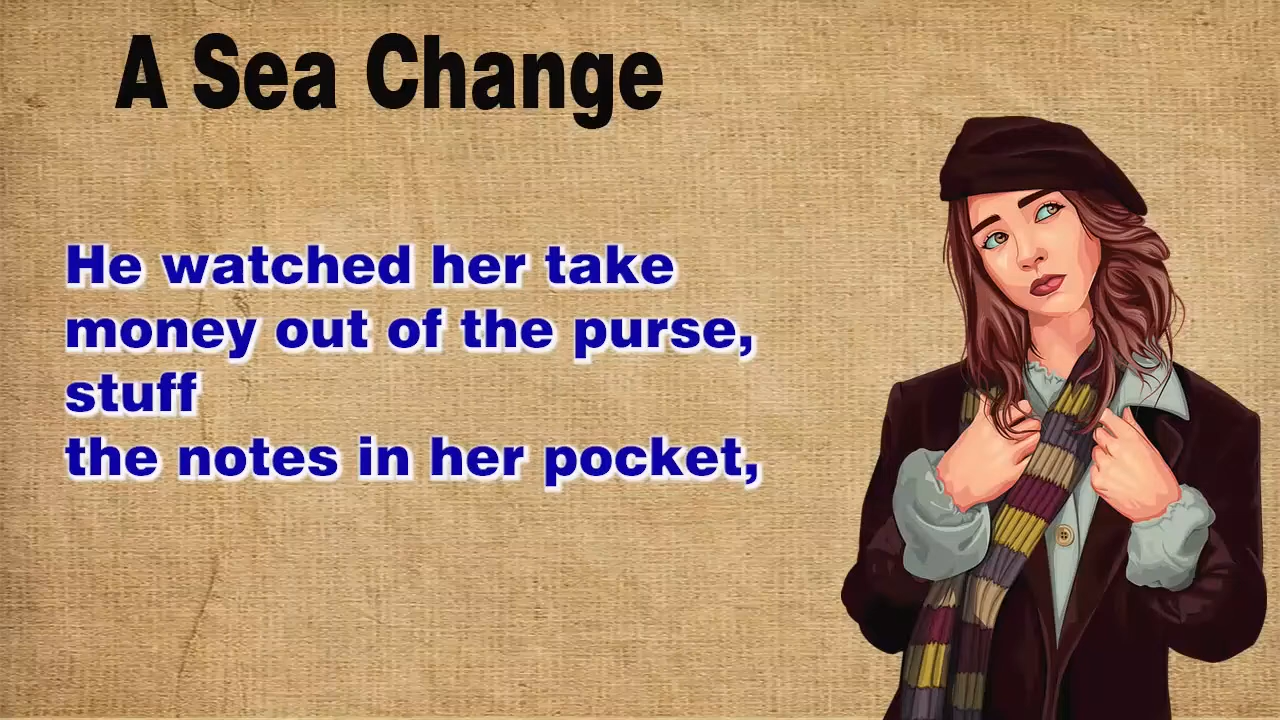 A Sea Change
He watched her take
money out of the purse,
stuff
the notes in her pocket,